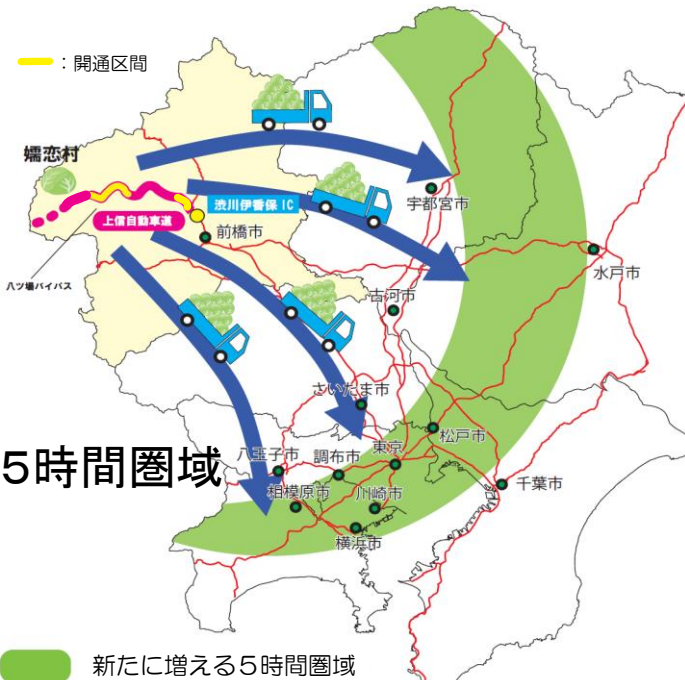 ：開通区間
嬬恋村
渋川伊香保 IC
上信自動車道
前橋市
宇都宮市
八ッ場バイパス
水戸市
古河市
さいたま市
松戸市
東京
八王子市
調布市
5時間圏域
千葉市
相模原市
川崎市
横浜市
新たに増える５時間圏域